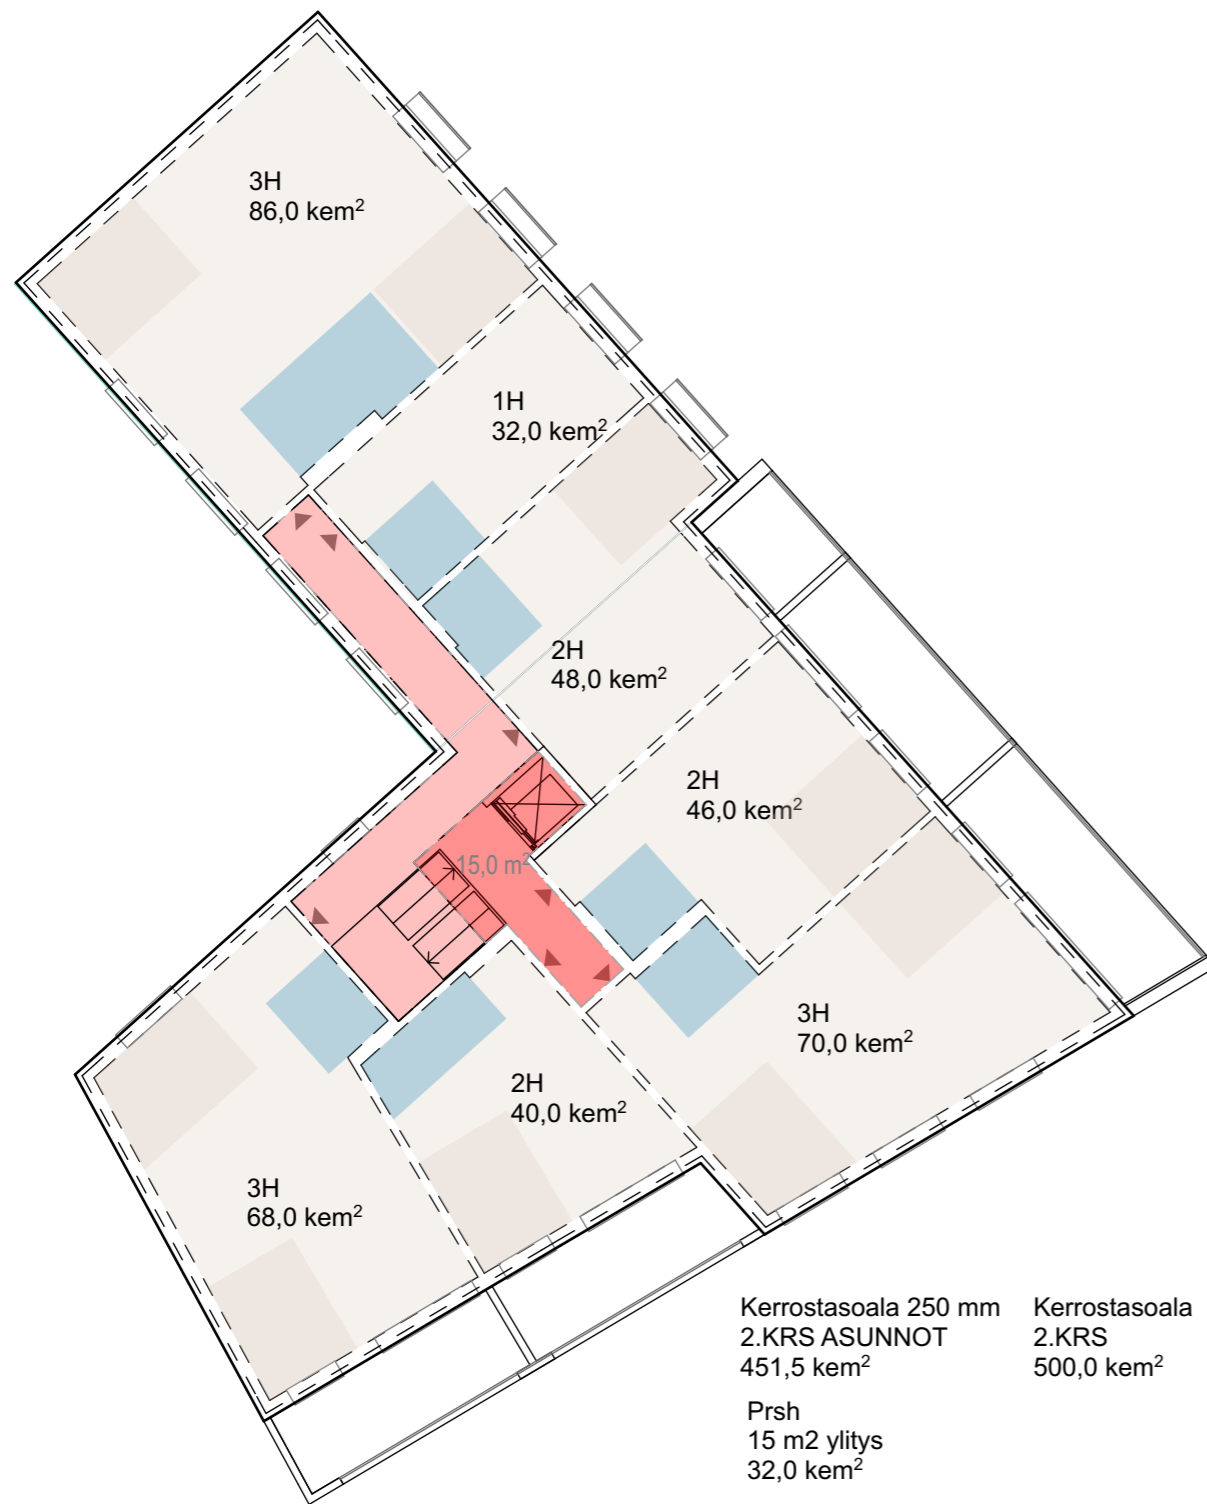 3H
86,0 kem²
1H
32,0 kem²
2H
48,0 kem²
2H
46,0 kem²
15,0 m²
3H
70,0 kem²
2H
40,0 kem²
3H
68,0 kem²
Kerrostasoala 250 mm
2.KRS ASUNNOT
451,5 kem²
Kerrostasoala
2.KRS
500,0 kem²
Prsh
15 m2 ylitys
32,0 kem²